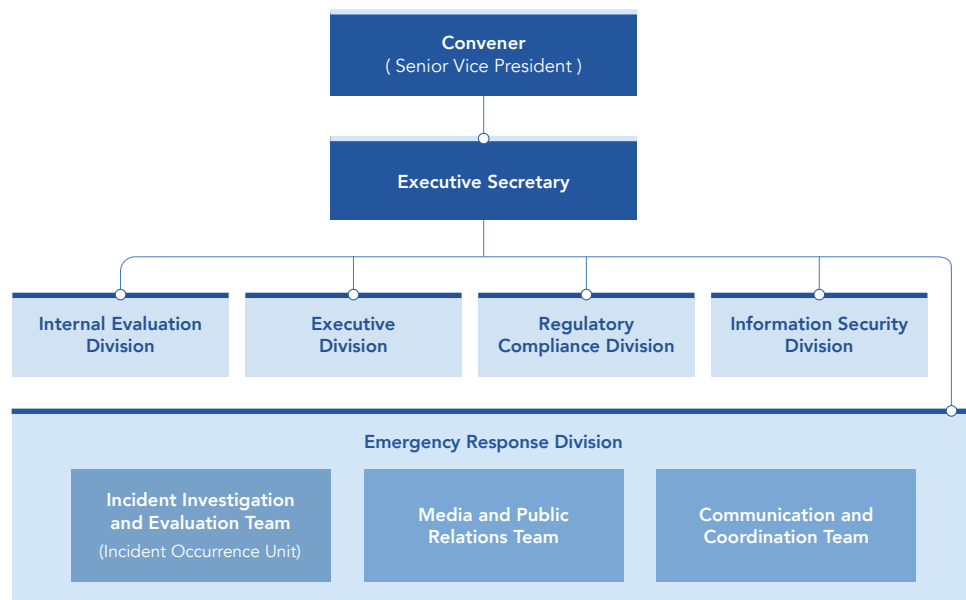 Convener
( Senior Vice President )
Executive Secretary
Internal Evaluation
Division
Executive
Division
Regulatory
Compliance Division
Information Security
Division
Emergency Response Division
Incident Investigation
and Evaluation Team
(Incident Occurrence Unit)
Media and Public
Relations Team
Communication and
Coordination Team